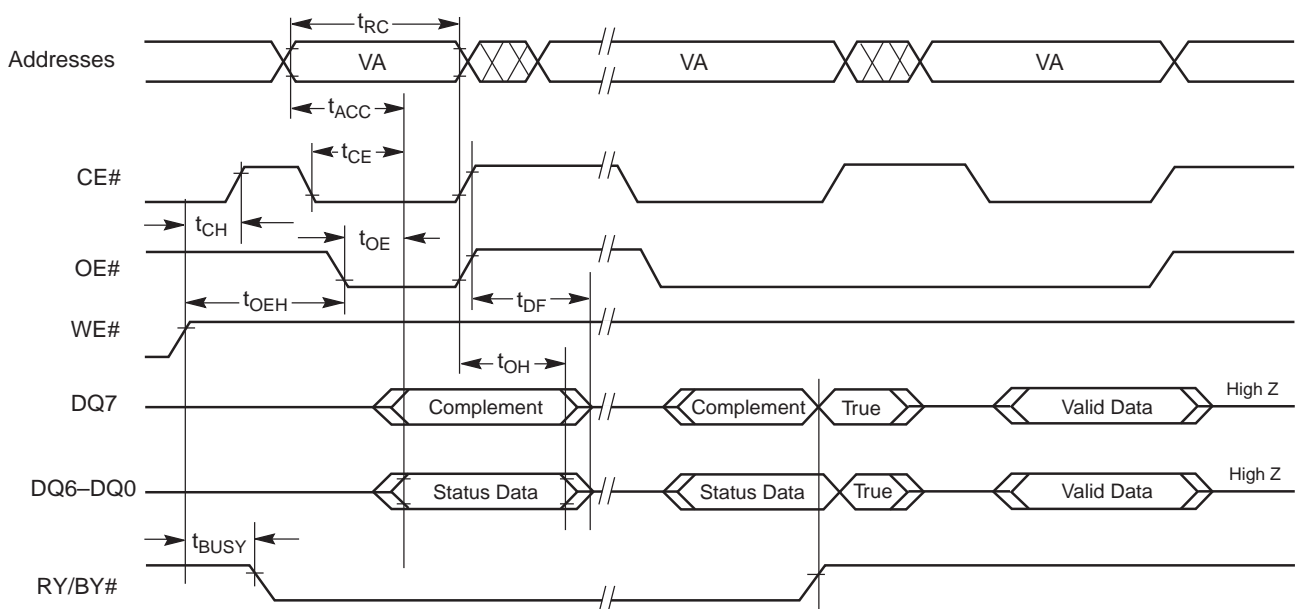 tRC
Addresses VA VA VA
tACC
tCE
CE#
tCH tOE
OE#
tOEH tDF
WE#
tOH
DQ7 Complement Complement True Valid Data High Z
DQ6–DQ0 Status Data Status Data True Valid Data High Z
tBUSY
RY/BY#